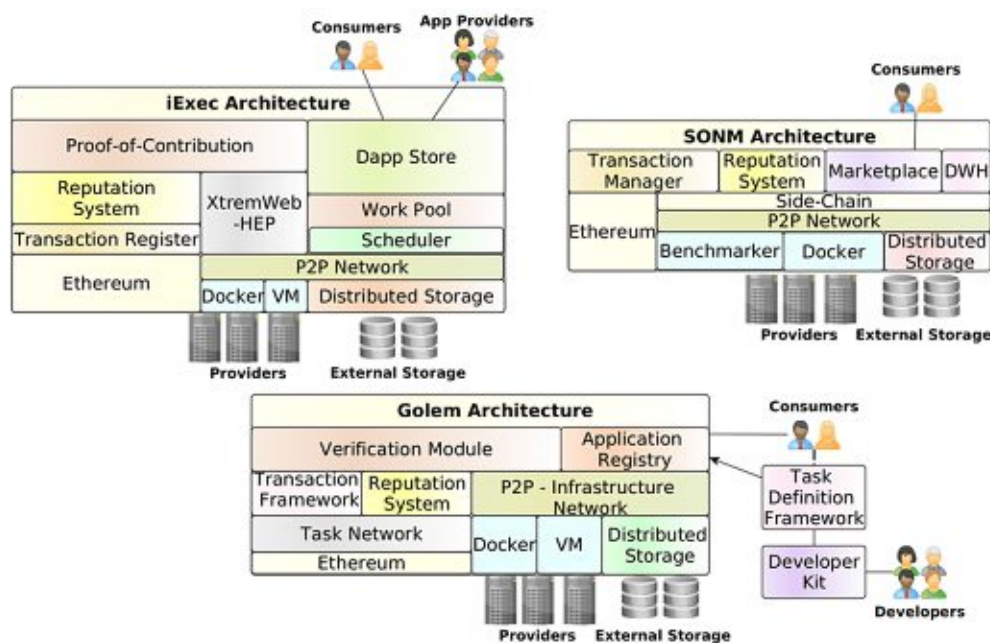 Consumers
App Providers
iExec Architecture
Proof-of-Contribution
Dapp Store
Reputation
System
XtremWeb
-HEP
Work Pool
Transaction Register
Scheduler
Ethereum
P2P Network
Docker
VM
Distributed Storage
Providers
External Storage
Consumers
SONM Architecture
Transaction
Manager
Reputation
System
Marketplace
DWH
Ethereum
Side-Chain
P2P Network
Benchmarker
Docker
Distributed
Storage
Providers
External Storage
Golem Architecture
Verification Module
Application
Registry
Transaction
Framework
Reputation
System
P2P - Infrastructure
Network
Task Network
Docker
VM
Distributed
Storage
Ethereum
Providers
External Storage
Consumers
Task
Definition
Framework
Developer
Kit
Developers